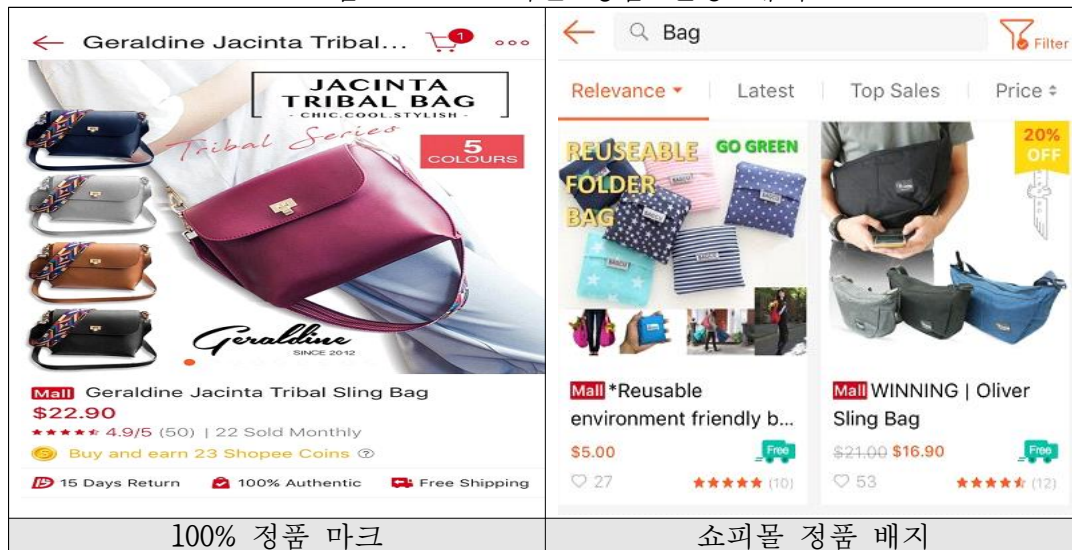 Geraldine Jacinta Tribal...
1
JACINTA
TRIBAL BAG
- CHIC.COOL.STYLISH -
Tribal Series
5
COLOURS
Geraldine
SINCE 2012
Mall Geraldine Jacinta Tribal Sling Bag
$22.90
4.9/5 (50) | 22 Sold Monthly
Buy and earn 23 Shopee Coins
15 Days Return
100% Authentic
Free Shipping
100% 정품 마크
Bag
Filter
Relevance
Latest
Top Sales
Price
REUSEABLE
FOLDER
BAG
GO GREEN
20%
OFF
Mall *Reusable
environment friendly b...
$5.00
Free
27
(10)
Mall WINNING | Oliver
Sling Bag
$21.00 $16.90
Free
53
(12)
쇼피몰 정품 배지